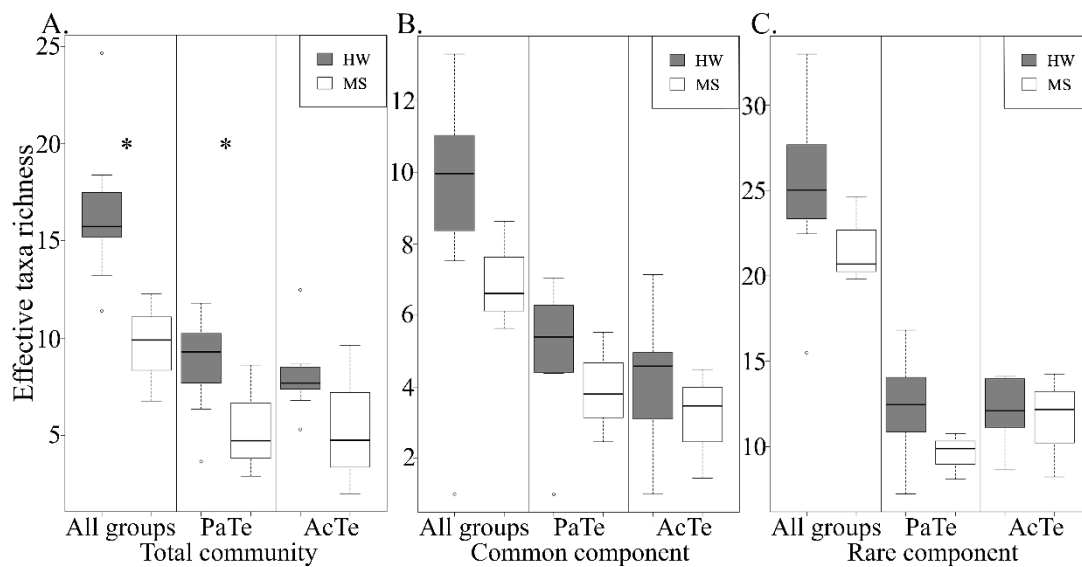 A.
B.
C.
Effective taxa richness
25
20
15
10
5
HW
MS
*
*
All groups PaTe AcTe
Total community
12
10
8
6
4
2
HW
MS
All groups PaTe AcTe
Common component
30
25
20
15
10
HW
MS
All groups PaTe AcTe
Rare component